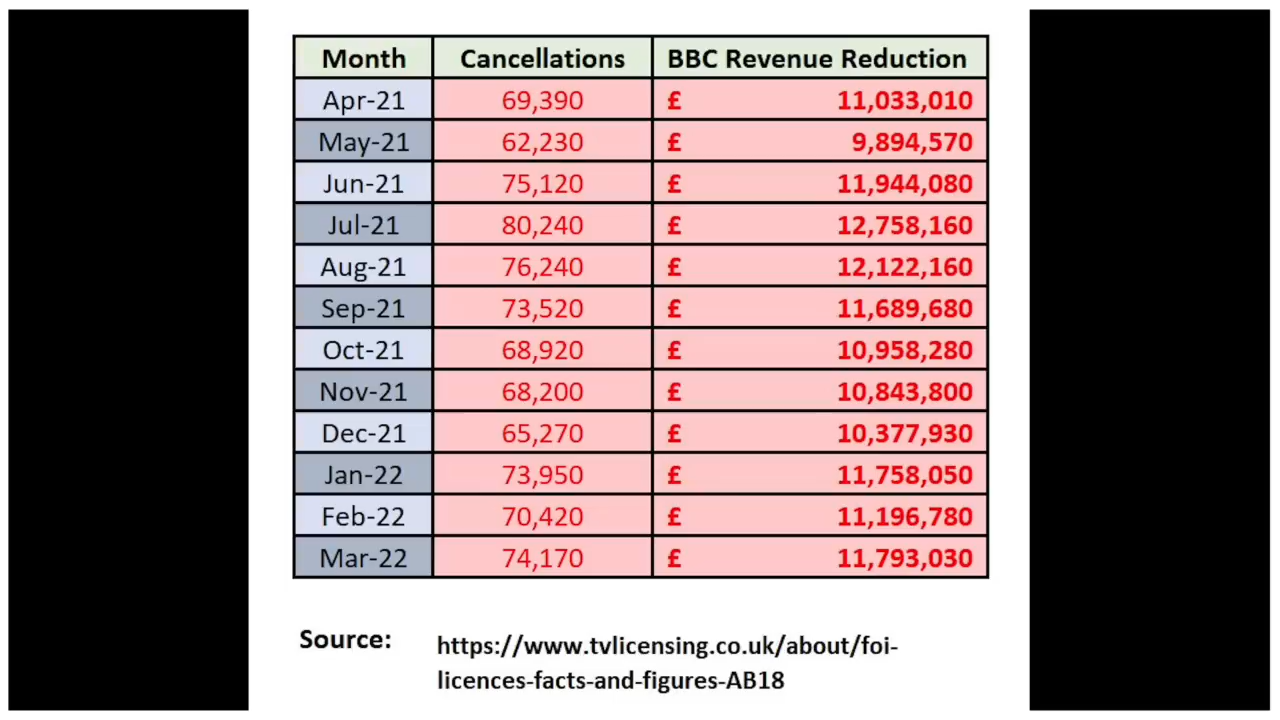 Month Cancellations BBC Revenue Reduction
Apr-21 69,390 £ 11,033,010
May-21 62,230 £ 9,894,570
Jun-21 75,120 £ 11,944,080
Jul-21 80,240 £ 12,758,160
Aug-21 76,240 £ 12,122,160
Sep-21 73,520 £ 11,689,680
Oct-21 68,920 £ 10,958,280
Nov-21 68,200 £ 10,843,800
Dec-21 65,270 £ 10,377,930
Jan-22 73,950 £ 11,758,050
Feb-22 70,420 £ 11,196,780
Mar-22 74,170 £ 11,793,030
Source: https://www.tvlicensing.co.uk/about/foi-
licences-facts-and-figures-AB18